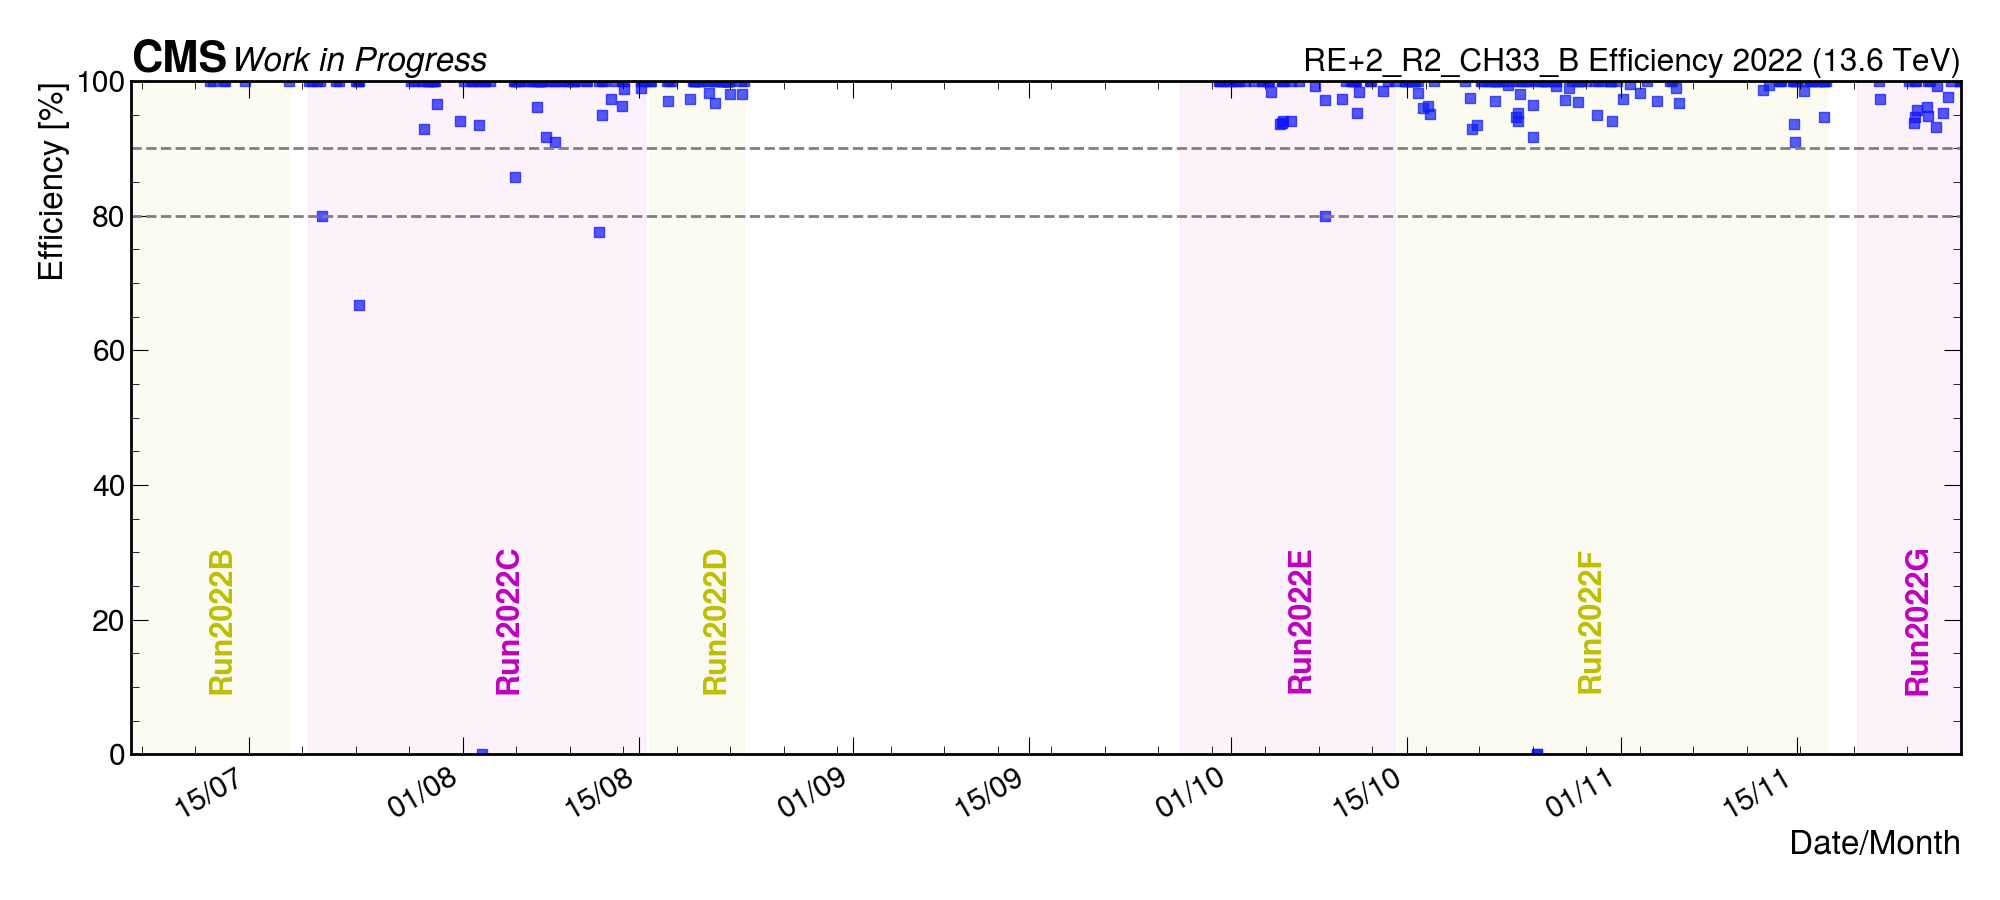 CMS Work in Progress
RE+2_R2_CH33_B Efficiency 2022 (13.6 TeV)
Efficiency [%]
100
80
60
40
20
0
Run2022B
Run2022C
Run2022D
Run2022E
Run2022F
Run2022G
15/07
01/08
15/08
01/09
15/09
01/10
15/10
01/11
15/11
Date/Month